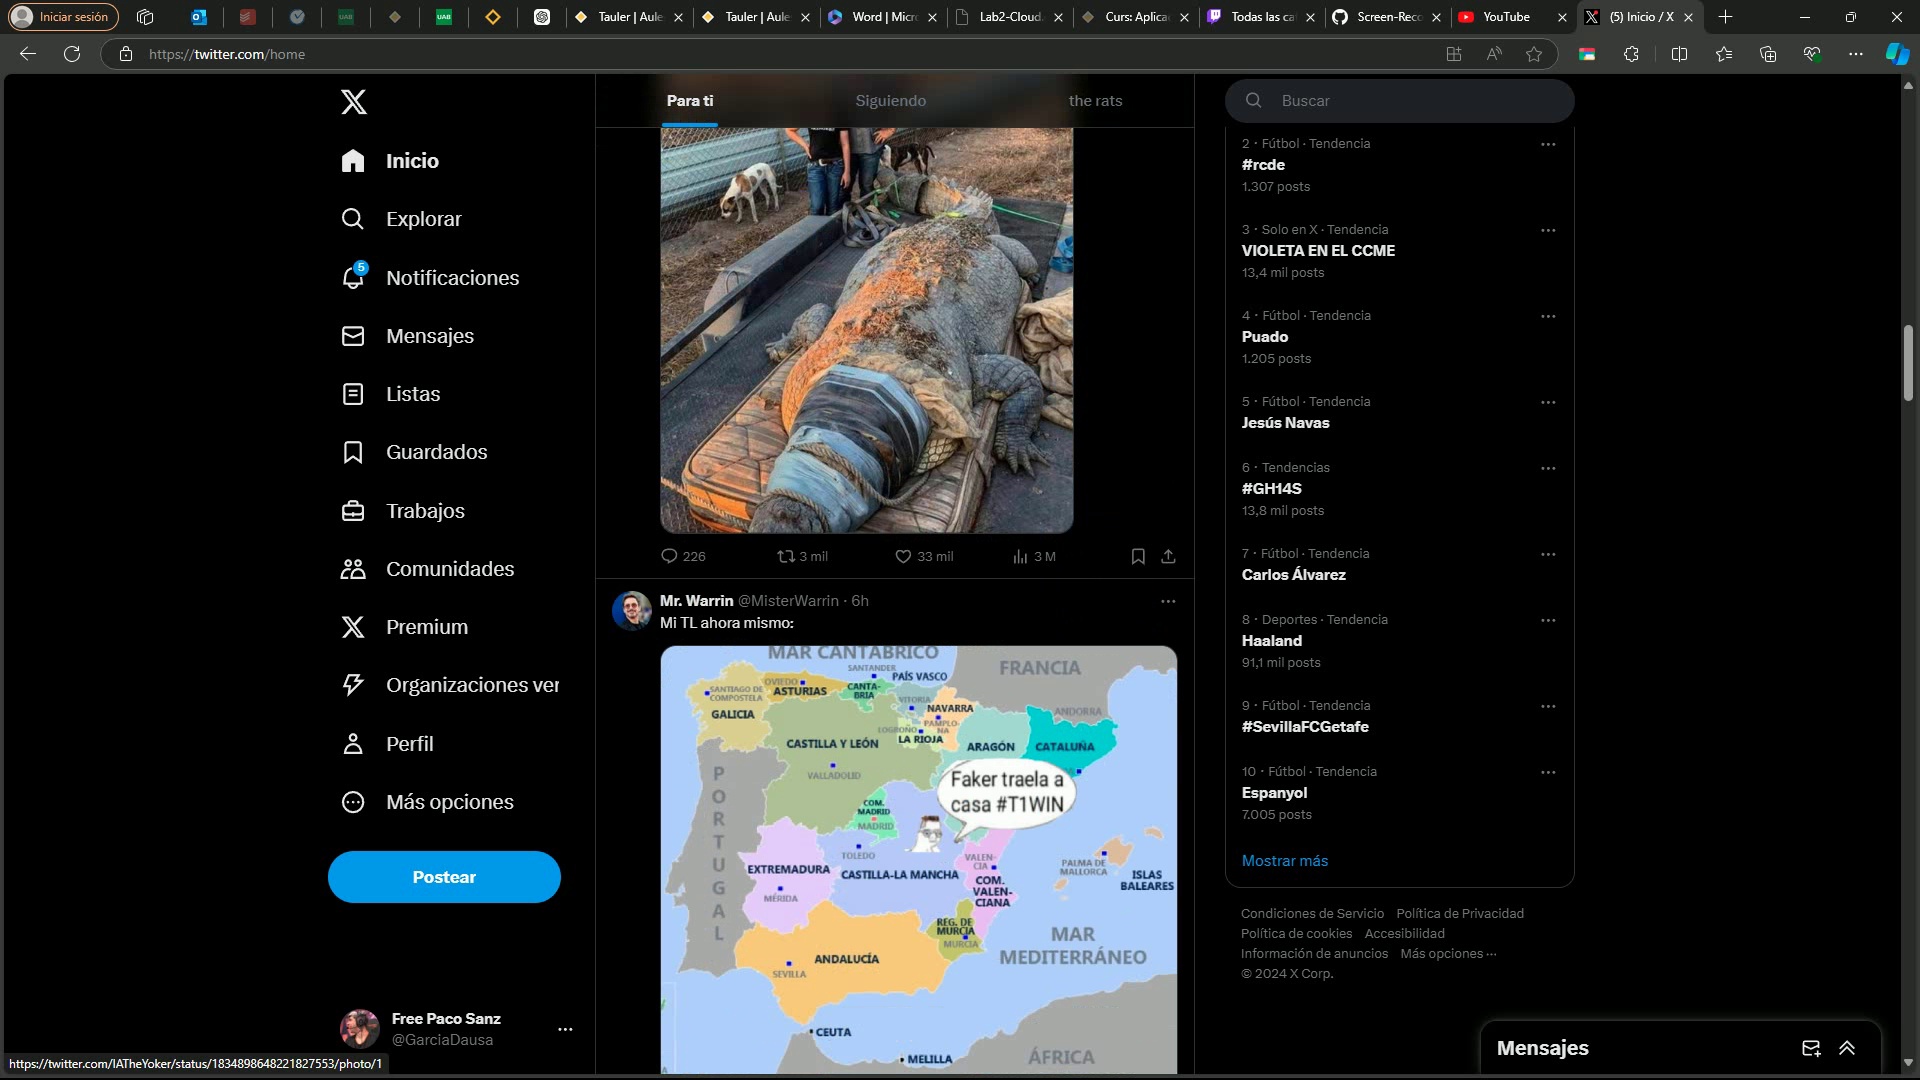 Iniciar sesión
Tauler | Aule
Tauler | Aule
Word | Micr
Lab2-Cloud.
Curs: Aplica
Todas las ca
Screen-Reco
YouTube
(5) Inicio / X
https://twitter.com/home
Para ti
Siguiendo
the rats
Buscar
Inicio
Explorar
5
Notificaciones
Mensajes
Listas
Guardados
Trabajos
Comunidades
Premium
Organizaciones ver
Perfil
Más opciones
Postear
Free Paco Sanz
@GarciaDausa
https://twitter.com/IATheYoker/status/1834898648221827553/photo/1
226
3 mil
33 mil
3 M
Mr. Warrin @MisterWarrin · 6h
Mi TL ahora mismo:
MAR CANTÁBRICO
FRANCIA
SANTANDER
PAÍS VASCO
OVIEDO
ASTURIAS
CANTA-
BRIA
SANTIAGO DE
COMPOSTELA
GALICIA
VITORIA
NAVARRA
PAMPLO-
NA
ANDORRA
LOGROÑO
LA RIOJA
CASTILLA Y LEÓN
ARAGÓN
CATALUÑA
VALLADOLID
Faker traela a
casa #T1WIN
PORTUGAL
COM.
MADRID
MADRID
TOLEDO
VALEN-
CIA
PALMA DE
MALLORCA
ISLAS
BALEARES
EXTREMADURA
CASTILLA-LA MANCHA
COM.
VALEN-
CIANA
MÉRIDA
REG. DE
MURCIA
MURCIA
MAR
MEDITERRÁNEO
ANDALUCÍA
SEVILLA
CEUTA
MELILLA
ÁFRICA
2 · Fútbol · Tendencia
#rcde
1.307 posts
3 · Solo en X · Tendencia
VIOLETA EN EL CCME
13,4 mil posts
4 · Fútbol · Tendencia
Puado
1.205 posts
5 · Fútbol · Tendencia
Jesús Navas
6 · Tendencias
#GH14S
13,8 mil posts
7 · Fútbol · Tendencia
Carlos Álvarez
8 · Deportes · Tendencia
Haaland
91,1 mil posts
9 · Fútbol · Tendencia
#SevillaFCGetafe
10 · Fútbol · Tendencia
Espanyol
7.005 posts
Mostrar más
Condiciones de Servicio Política de Privacidad
Política de cookies Accesibilidad
Información de anuncios Más opciones ···
© 2024 X Corp.
Mensajes